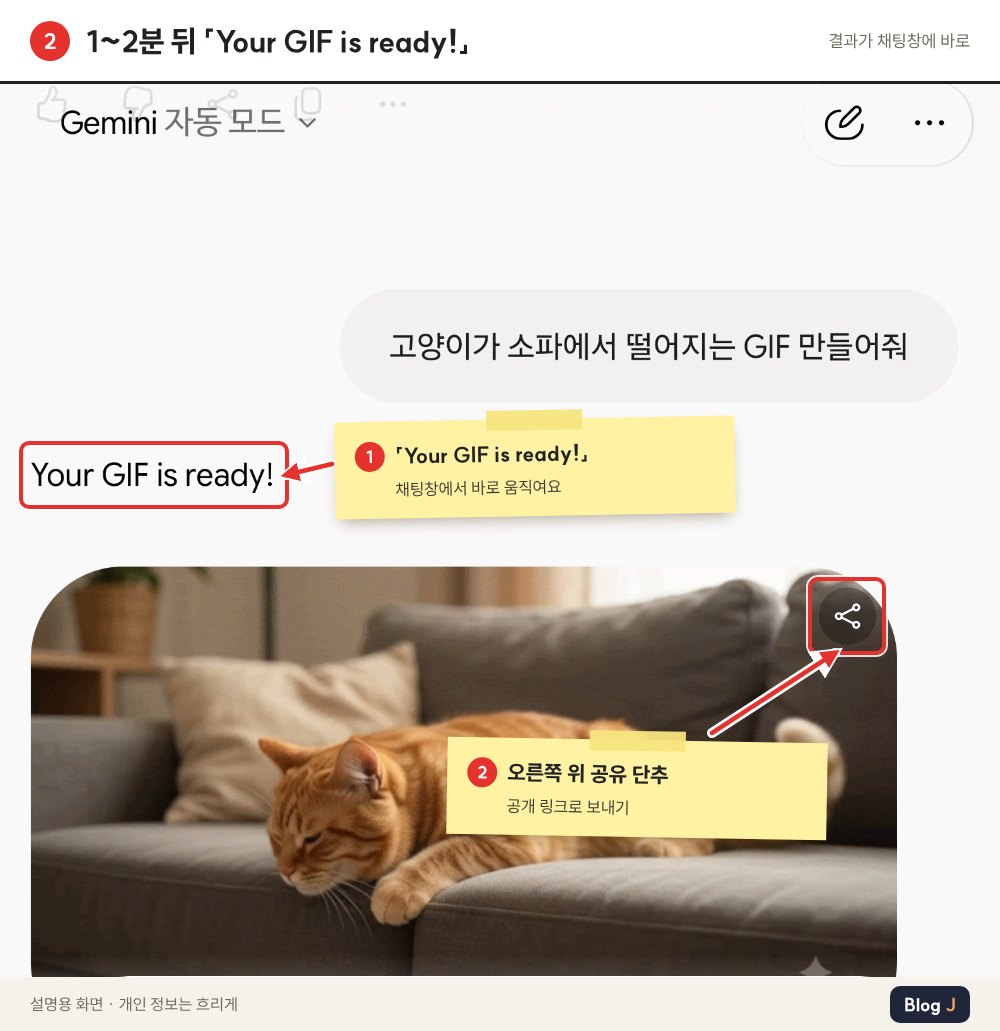 2 1~2분 뒤 「Your GIF is ready!」
결과가 채팅창에 바로
Gemini 자동 모드
고양이가 소파에서 떨어지는 GIF 만들어줘
Your GIF is ready!
1 「Your GIF is ready!」
채팅창에서 바로 움직여요
2 오른쪽 위 공유 단추
공개 링크로 보내기
설명용 화면 · 개인 정보는 흐리게
Blog J